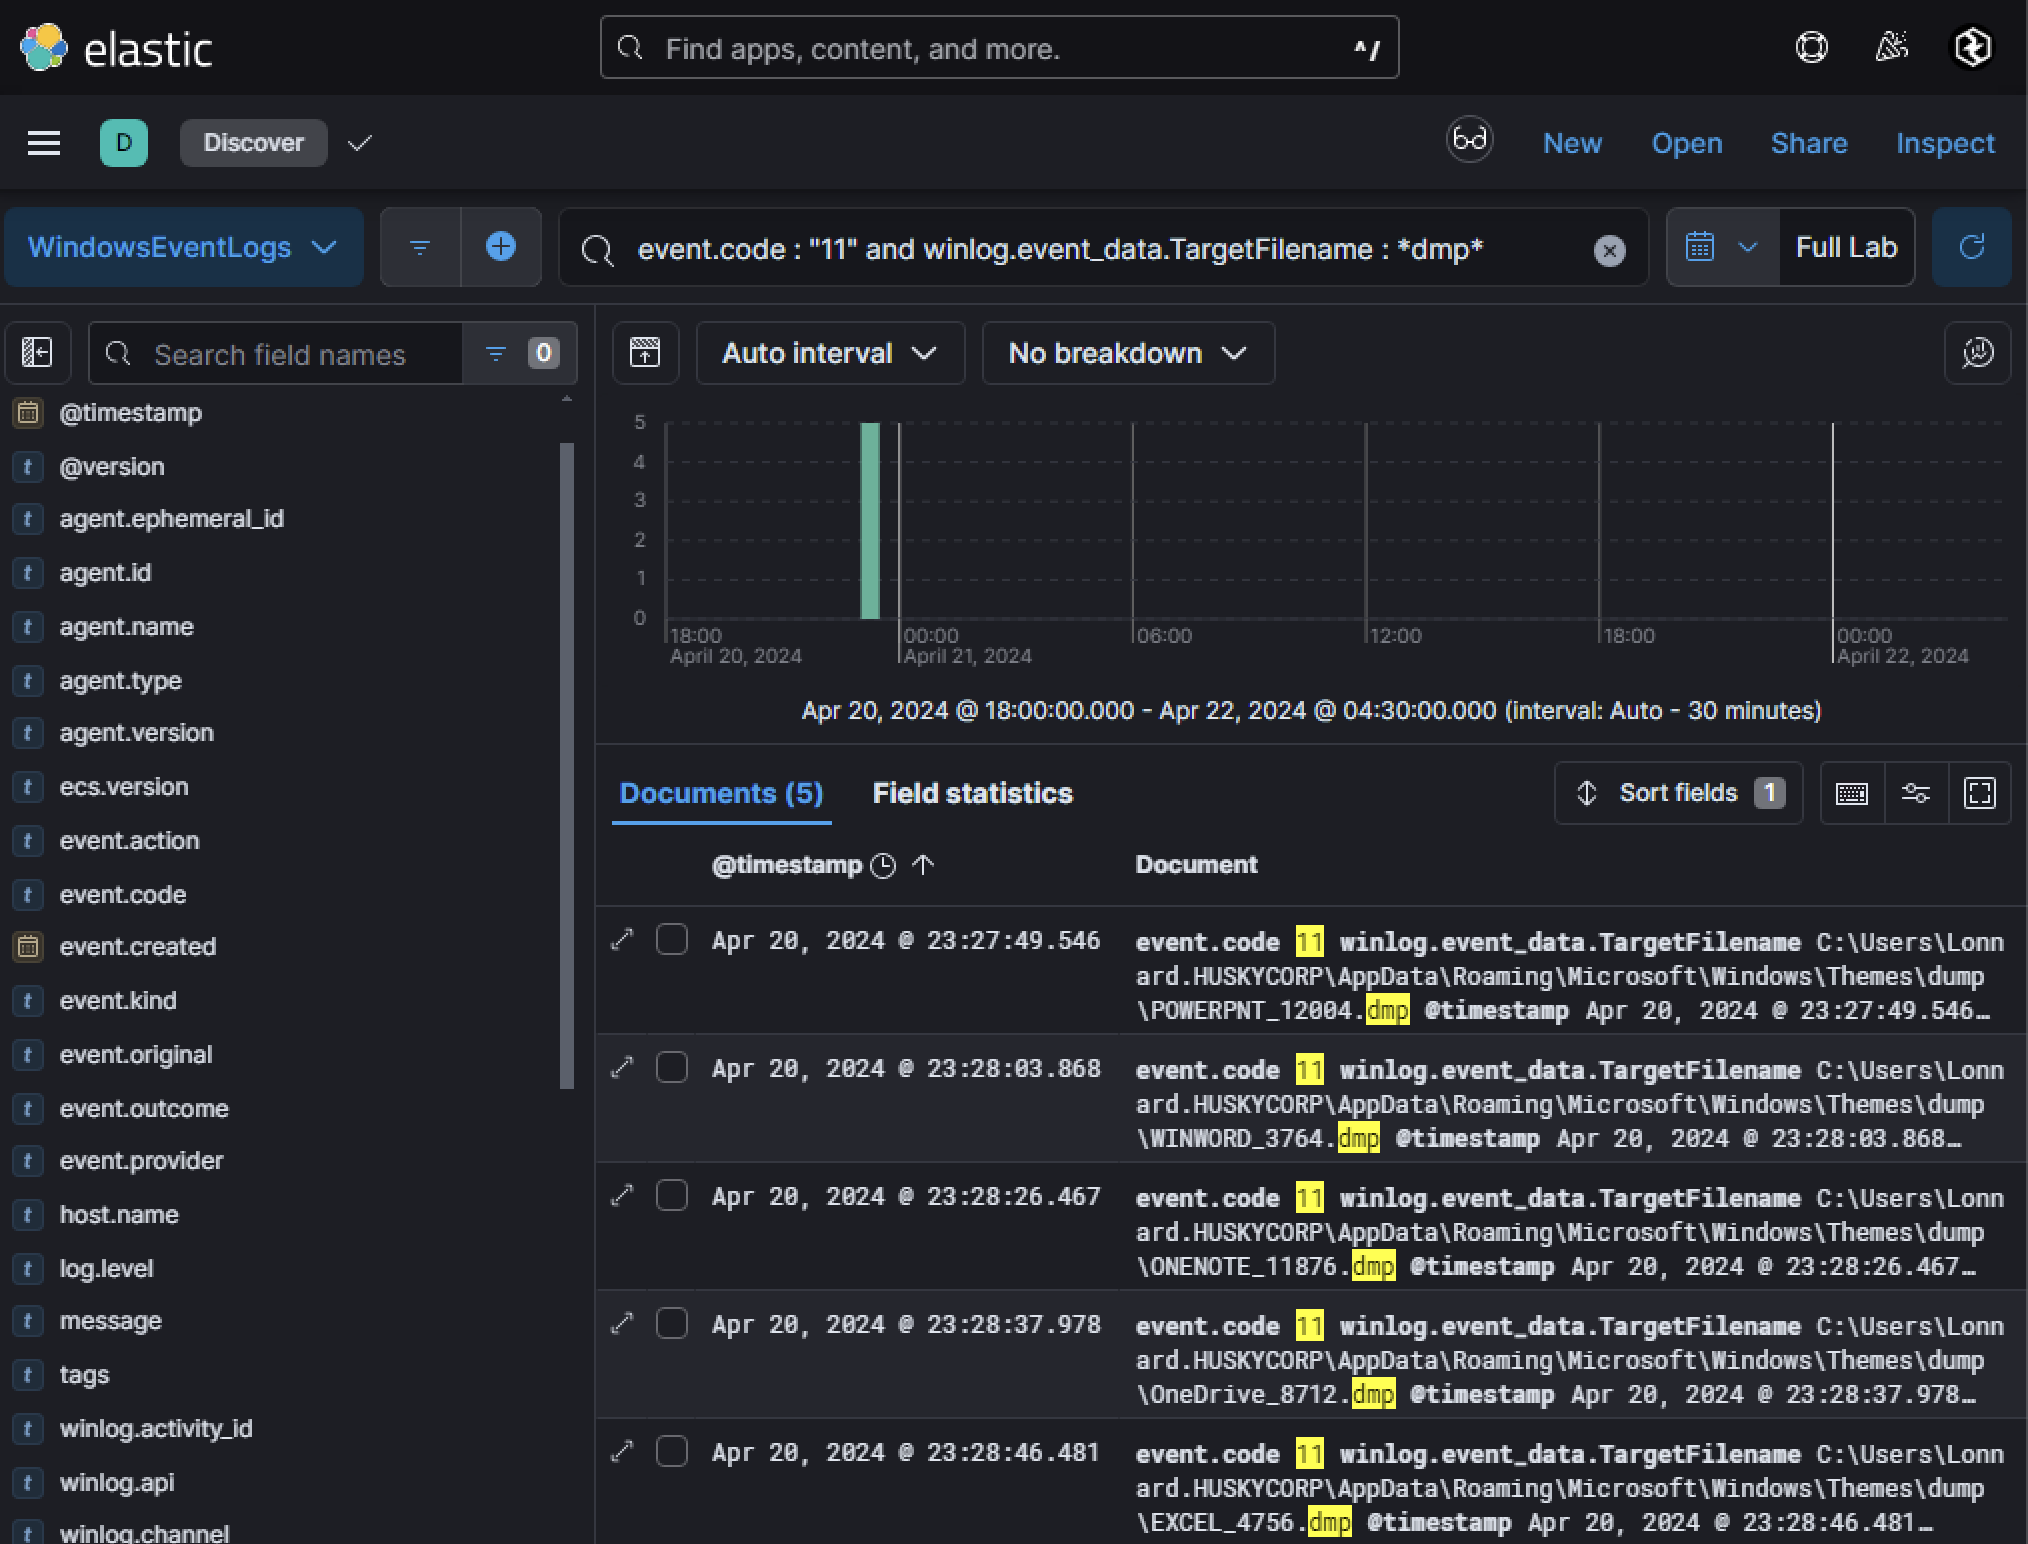 elastic
Find apps, content, and more.
^/
D
Discover
New
Open
Share
Inspect
WindowsEventLogs
event.code : "11" and winlog.event_data.TargetFilename : *dmp*
Full Lab
Search field names
0
@timestamp
t @version
t agent.ephemeral_id
t agent.id
t agent.name
t agent.type
t agent.version
t ecs.version
t event.action
t event.code
event.created
t event.kind
t event.original
t event.outcome
t event.provider
t host.name
t log.level
t message
t tags
t winlog.activity_id
t winlog.api
t winlog.channel
Auto interval
No breakdown
5
4
3
2
1
0
18:00
April 20, 2024
00:00
April 21, 2024
06:00
12:00
18:00
00:00
April 22, 2024
Apr 20, 2024 @ 18:00:00.000 - Apr 22, 2024 @ 04:30:00.000 (interval: Auto - 30 minutes)
Documents (5)
Field statistics
Sort fields 1
@timestamp
Document
Apr 20, 2024 @ 23:27:49.546
event.code 11 winlog.event_data.TargetFilename C:\Users\Lonn
ard.HUSKYCORP\AppData\Roaming\Microsoft\Windows\Themes\dump
\POWERPNT_12004.dmp @timestamp Apr 20, 2024 @ 23:27:49.546…
Apr 20, 2024 @ 23:28:03.868
event.code 11 winlog.event_data.TargetFilename C:\Users\Lonn
ard.HUSKYCORP\AppData\Roaming\Microsoft\Windows\Themes\dump
\WINWORD_3764.dmp @timestamp Apr 20, 2024 @ 23:28:03.868…
Apr 20, 2024 @ 23:28:26.467
event.code 11 winlog.event_data.TargetFilename C:\Users\Lonn
ard.HUSKYCORP\AppData\Roaming\Microsoft\Windows\Themes\dump
\ONENOTE_11876.dmp @timestamp Apr 20, 2024 @ 23:28:26.467…
Apr 20, 2024 @ 23:28:37.978
event.code 11 winlog.event_data.TargetFilename C:\Users\Lonn
ard.HUSKYCORP\AppData\Roaming\Microsoft\Windows\Themes\dump
\OneDrive_8712.dmp @timestamp Apr 20, 2024 @ 23:28:37.978…
Apr 20, 2024 @ 23:28:46.481
event.code 11 winlog.event_data.TargetFilename C:\Users\Lonn
ard.HUSKYCORP\AppData\Roaming\Microsoft\Windows\Themes\dump
\EXCEL_4756.dmp @timestamp Apr 20, 2024 @ 23:28:46.481…